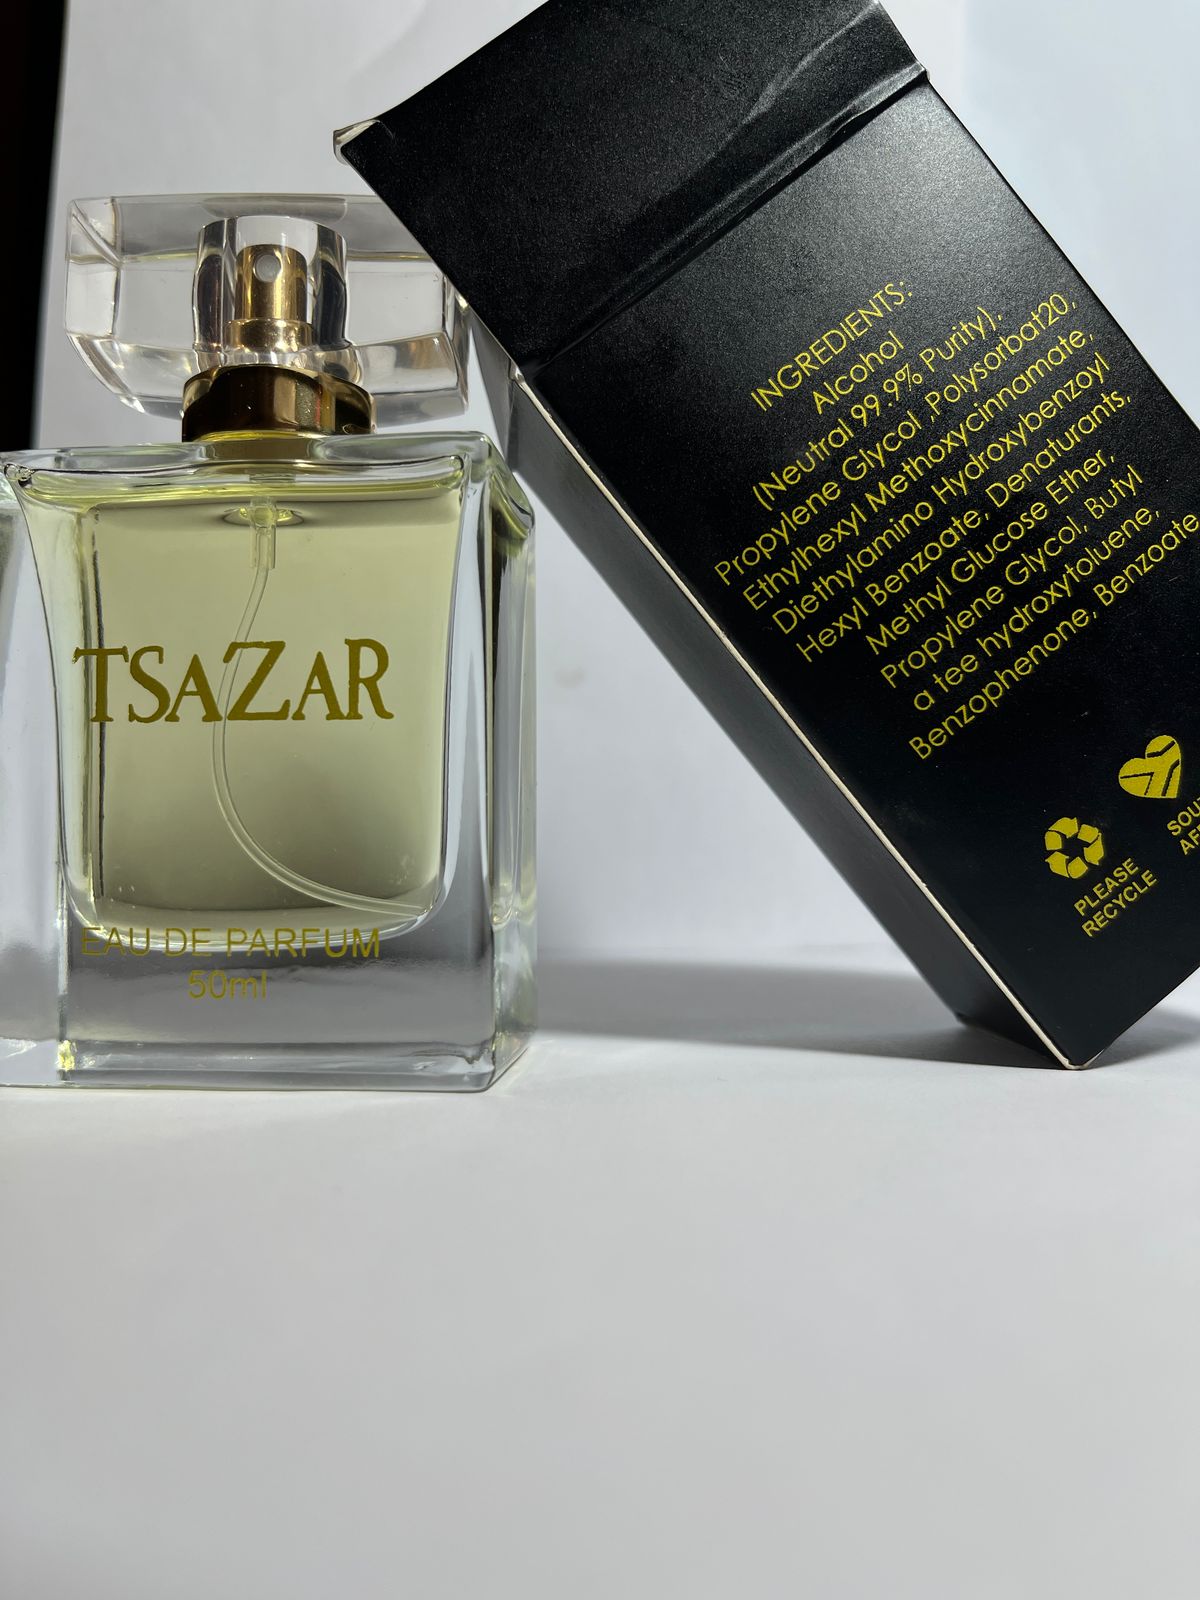 TSAZAR
EAU DE PARFUM
50ml
INGREDIENTS:
Alcohol
(Neutral 99.9% Purity),
Propylene Glycol ,Polysorbat20,
Ethylhexyl Methoxycinnamate,
Diethylamino Hydroxybenzoyl
Hexyl Benzoate, Denaturants,
Methyl Glucose Ether,
Propylene Glycol, Butyl
a tee hydroxytoluene,
Benzophenone, Benzoate
PLEASE
RECYCLE